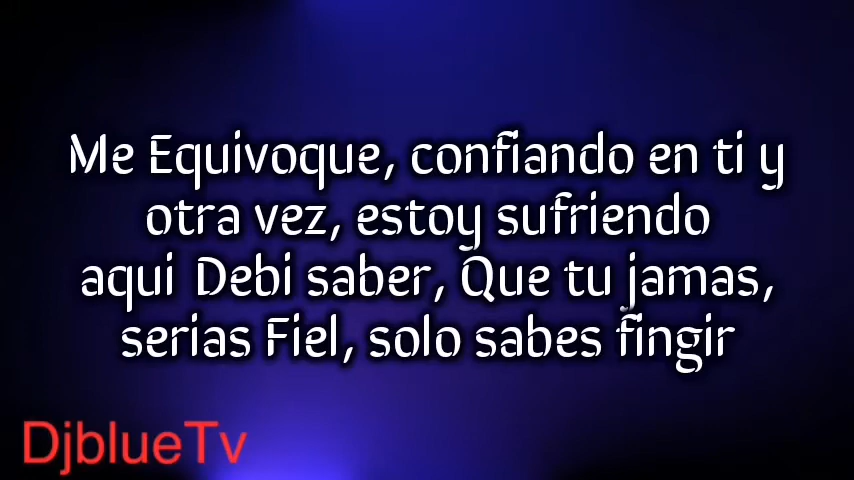 Me Equivoque, confiando en ti y
otra vez, estoy sufriendo
aqui Debi saber, Que tu jamas,
serias Fiel, solo sabes fingir
DjblueTv